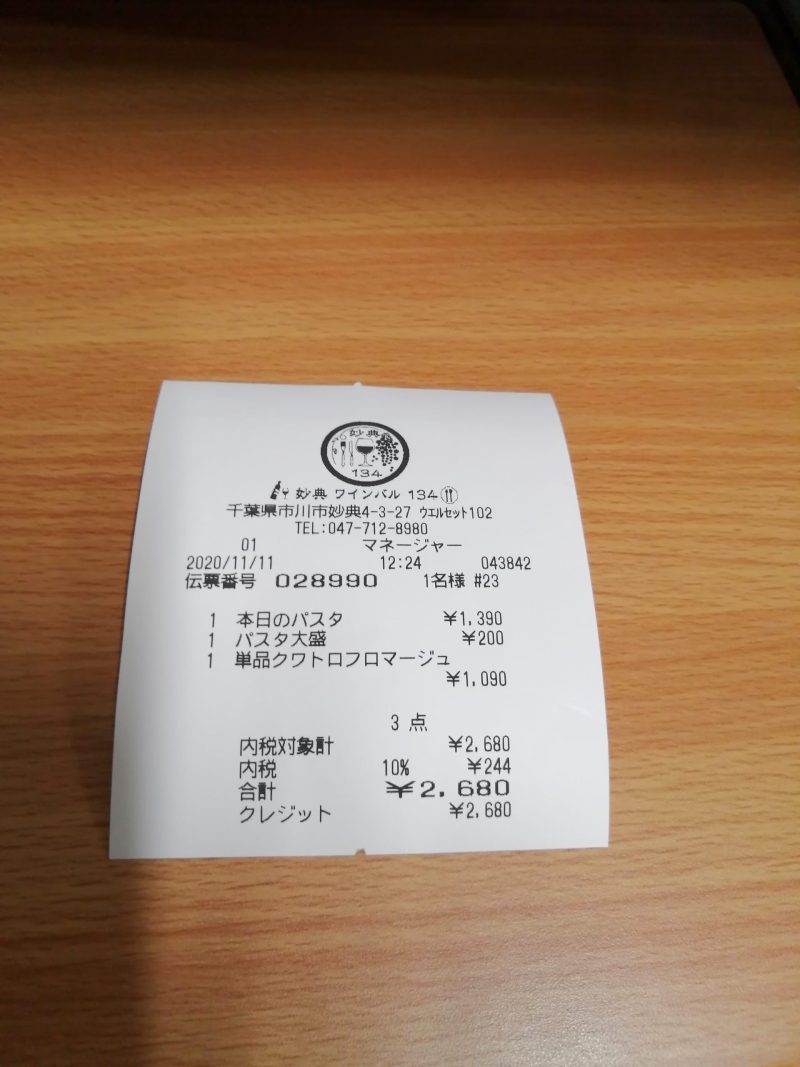 妙典
134
妙典 ワインバル 134
千葉県市川市妙典4-3-27 ウエルセット102
TEL:047-712-8980
01 マネージャー
2020/11/11 12:24 043842
伝票番号 028990 1名様 #23
1 本日のパスタ ¥1,390
1 パスタ大盛 ¥200
1 単品クワトロフロマージュ
¥1,090
3 点
内税対象計 ¥2,680
内税 10% ¥244
合計 ¥2,680
クレジット ¥2,680